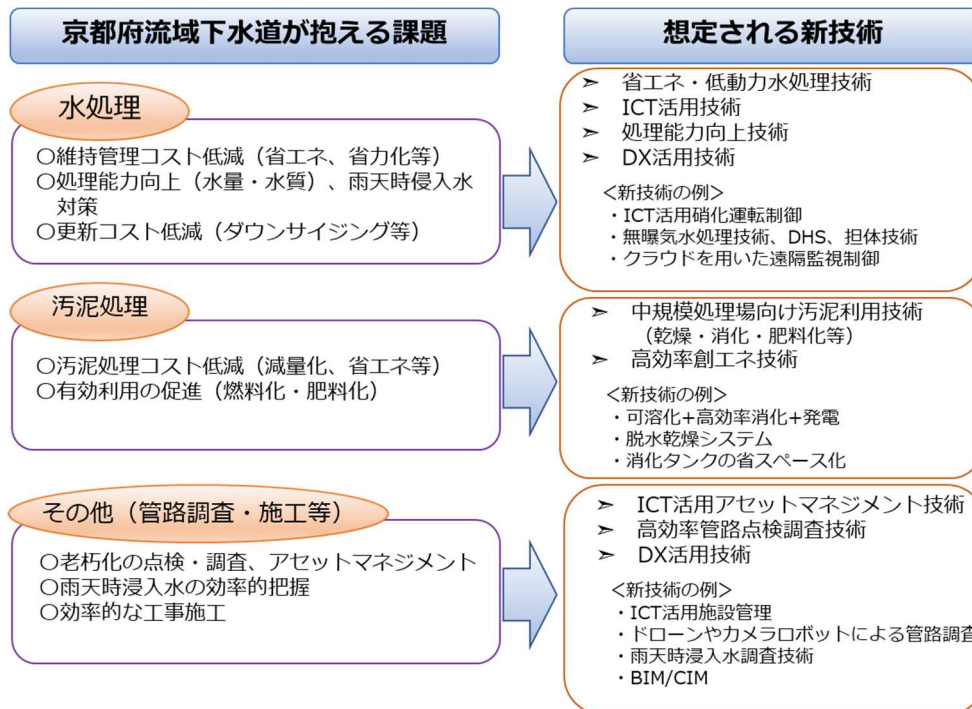 京都府流域下水道が抱える課題
想定される新技術
水処理
〇維持管理コスト低減（省エネ、省力化等）
〇処理能力向上（水量・水質）、雨天時侵入水
対策
〇更新コスト低減（ダウンサイジング等）
➢ 省エネ・低動力水処理技術
➢ ICT活用技術
➢ 処理能力向上技術
➢ DX活用技術
＜新技術の例＞
・ICT活用硝化運転制御
・無曝気水処理技術、DHS、担体技術
・クラウドを用いた遠隔監視制御
汚泥処理
〇汚泥処理コスト低減（減量化、省エネ等）
〇有効利用の促進（燃料化・肥料化）
➢ 中規模処理場向け汚泥利用技術
（乾燥・消化・肥料化等）
➢ 高効率創エネ技術
＜新技術の例＞
・可溶化+高効率消化+発電
・脱水乾燥システム
・消化タンクの省スペース化
その他（管路調査・施工等）
〇老朽化の点検・調査、アセットマネジメント
〇雨天時浸入水の効率的把握
〇効率的な工事施工
➢ ICT活用アセットマネジメント技術
➢ 高効率管路点検調査技術
➢ DX活用技術
＜新技術の例＞
・ICT活用施設管理
・ドローンやカメラロボットによる管路調査
・雨天時浸入水調査技術
・BIM/CIM